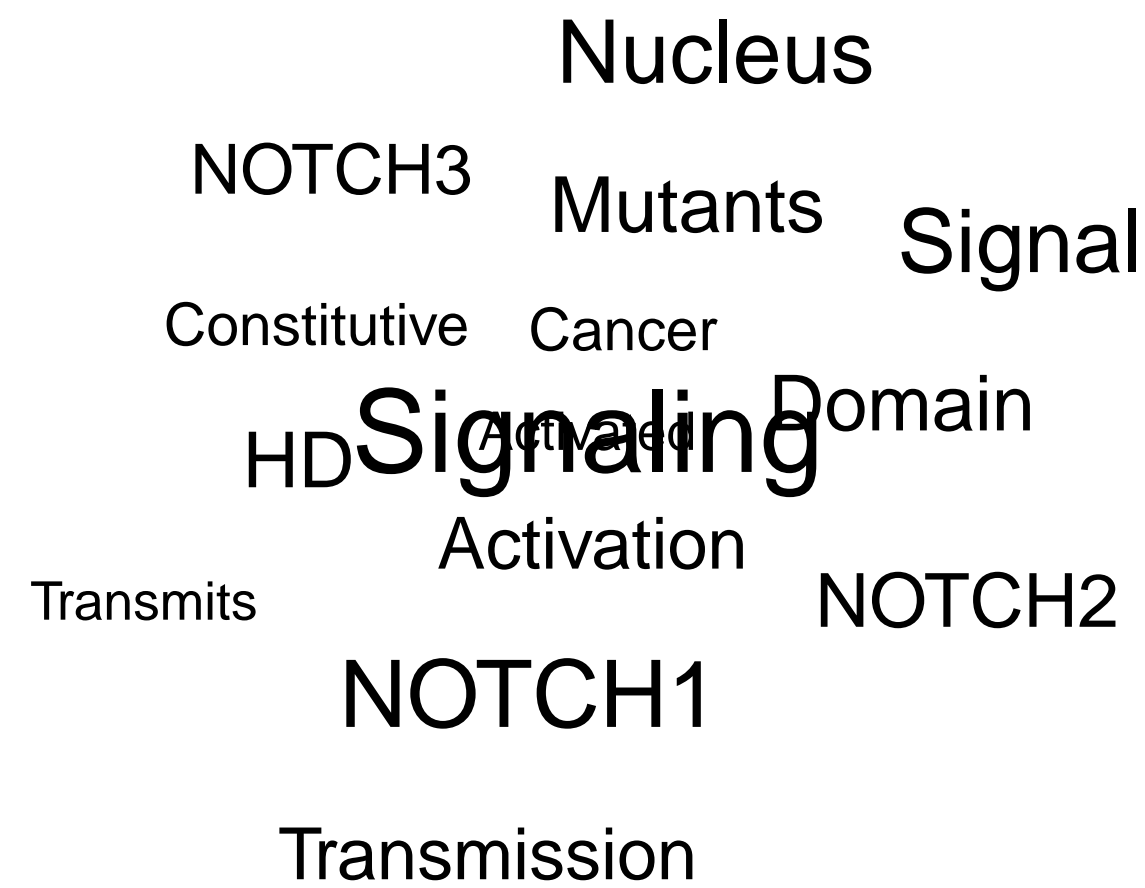 Nucleus
NOTCH3
Mutants
Signal
Constitutive
Cancer
Domain
Signaling
Activated
HD
Activation
Transmits
NOTCH2
NOTCH1
Transmission